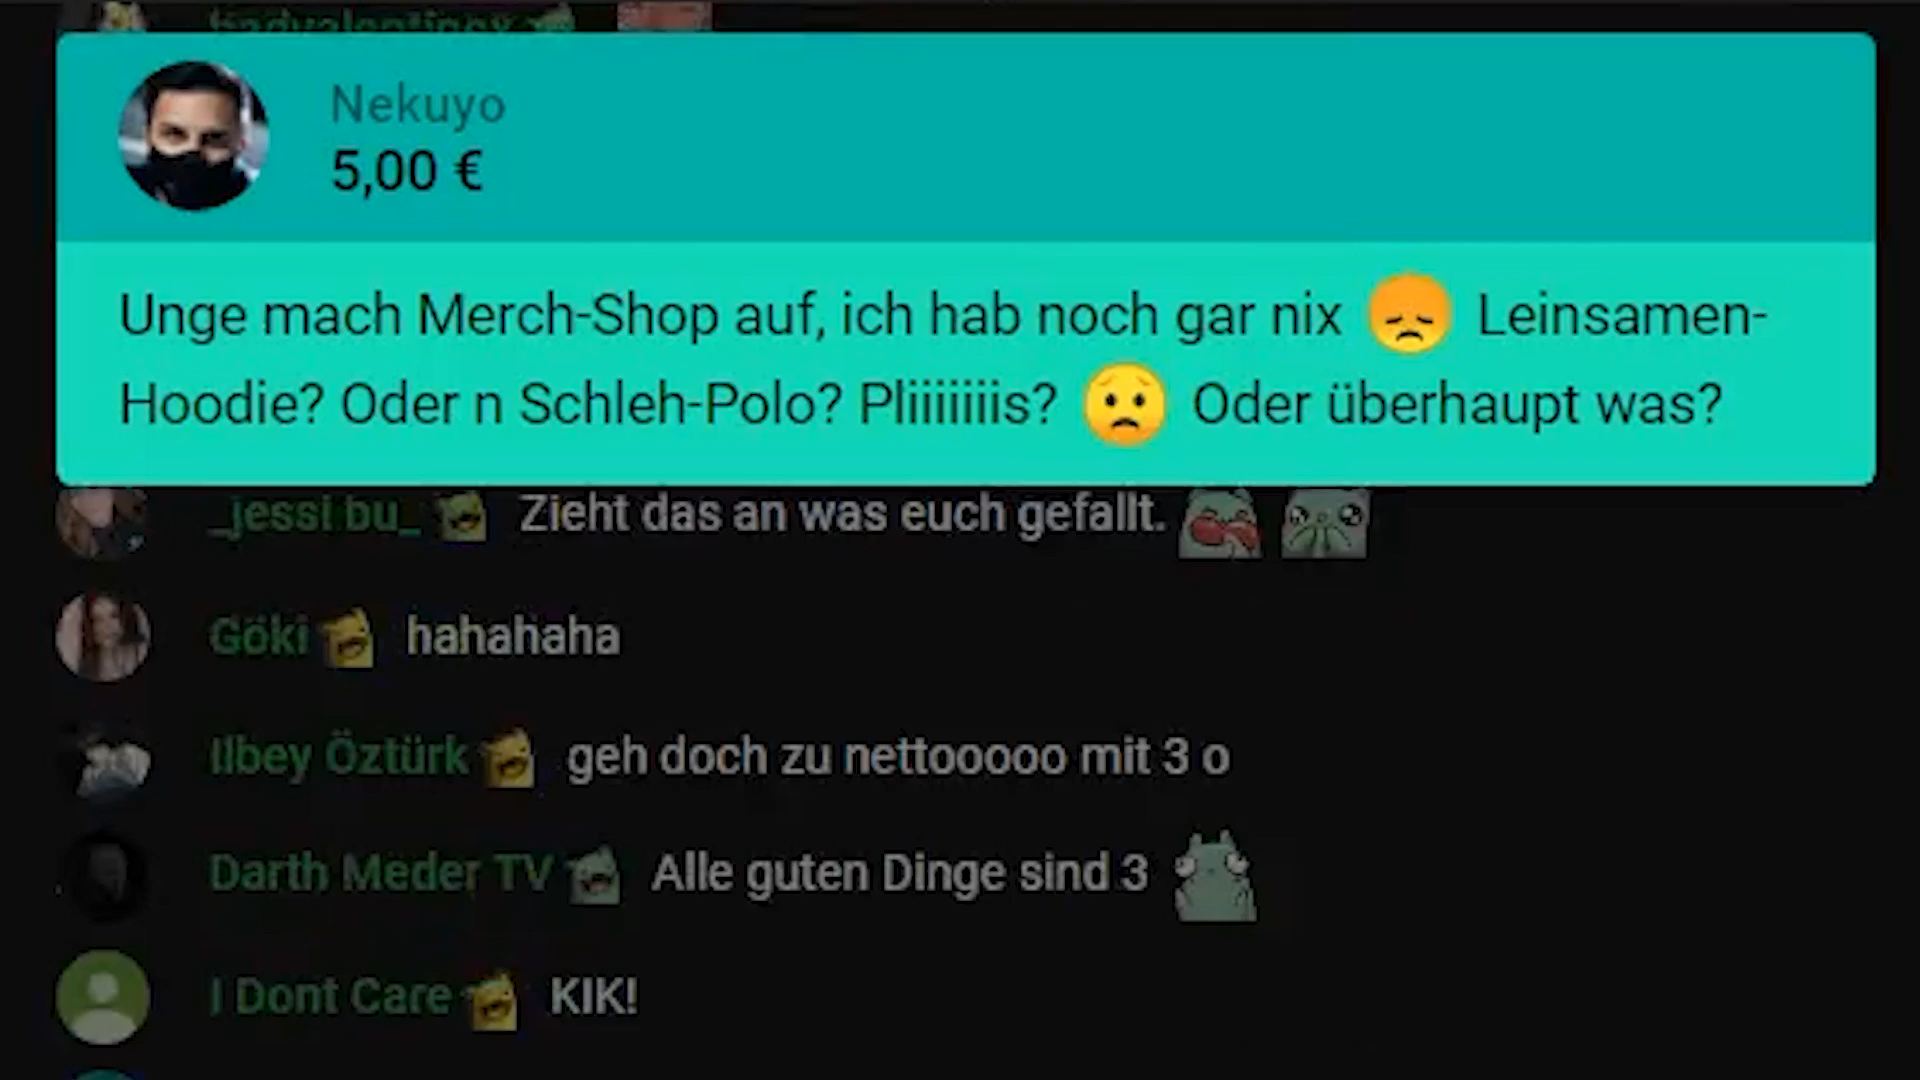 Nekuyo
5,00 €
Unge mach Merch-Shop auf, ich hab noch gar nix 😞 Leinsamen-
Hoodie? Oder n Schleh-Polo? Pliiiiiiis? 😟 Oder überhaupt was?
_jessi bu_ Zieht das an was euch gefallt.
Göki hahahaha
Ilbey Öztürk geh doch zu nettooooo mit 3 o
Darth Meder TV Alle guten Dinge sind 3
I Dont Care KIK!